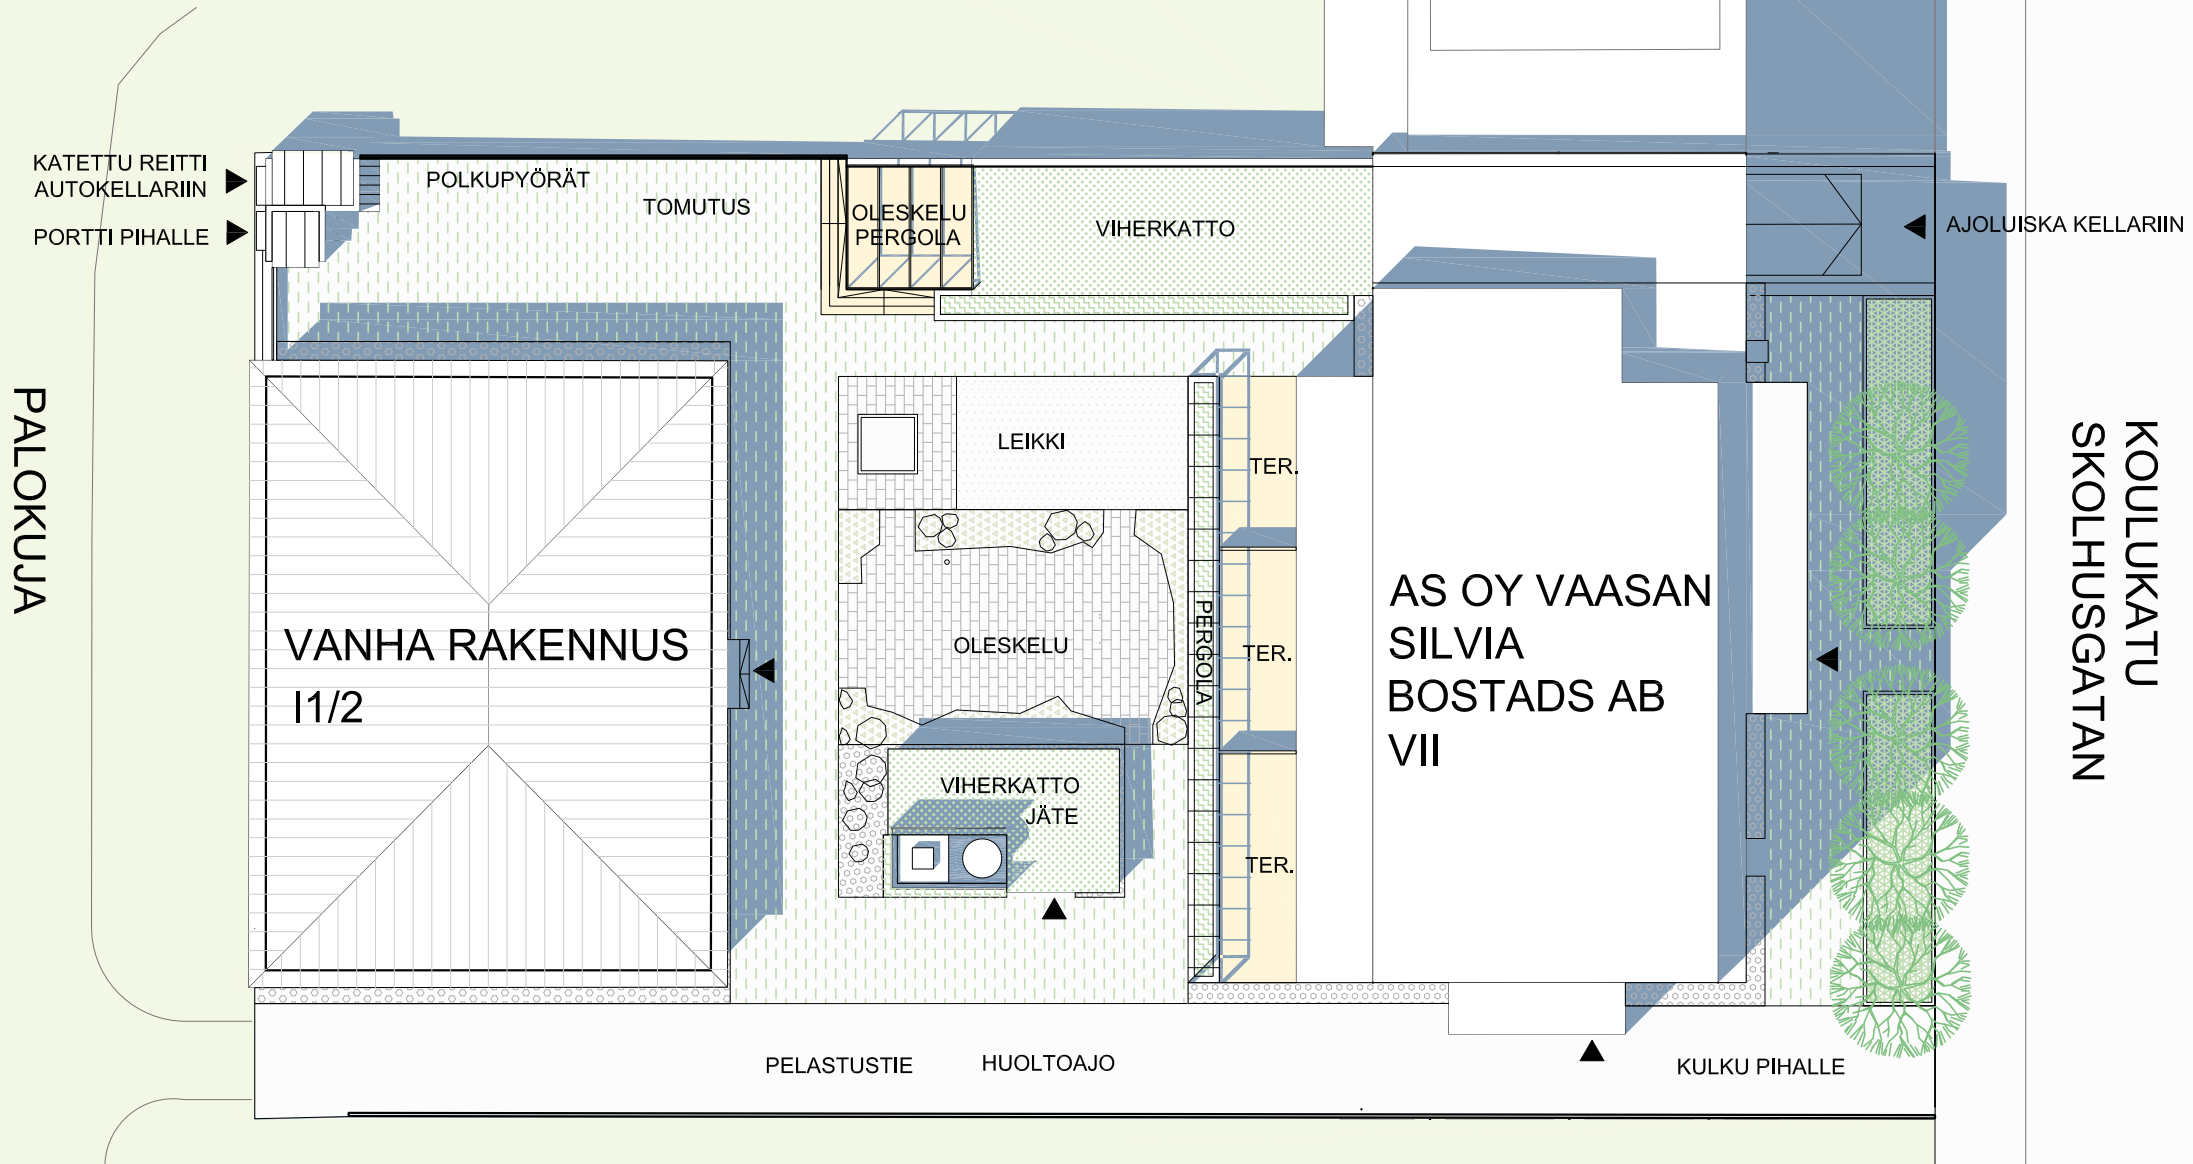 KATETTU REITTI
AUTOKELLARIIN
PORTTI PIHALLE
POLKUPYÖRÄT
TOMUTUS
OLESKELU
PERGOLA
VIHERKATTO
AJOLUISKA KELLARIIN
PALOKUJA
LEIKKI
TER.
KOULUKATU
SKOLHUSGATAN
VANHA RAKENNUS
I1/2
OLESKELU
PERGOLA
TER.
AS OY VAASAN
SILVIA
BOSTADS AB
VII
VIHERKATTO
JÄTE
TER.
PELASTUSTIE
HUOLTOAJO
KULKU PIHALLE